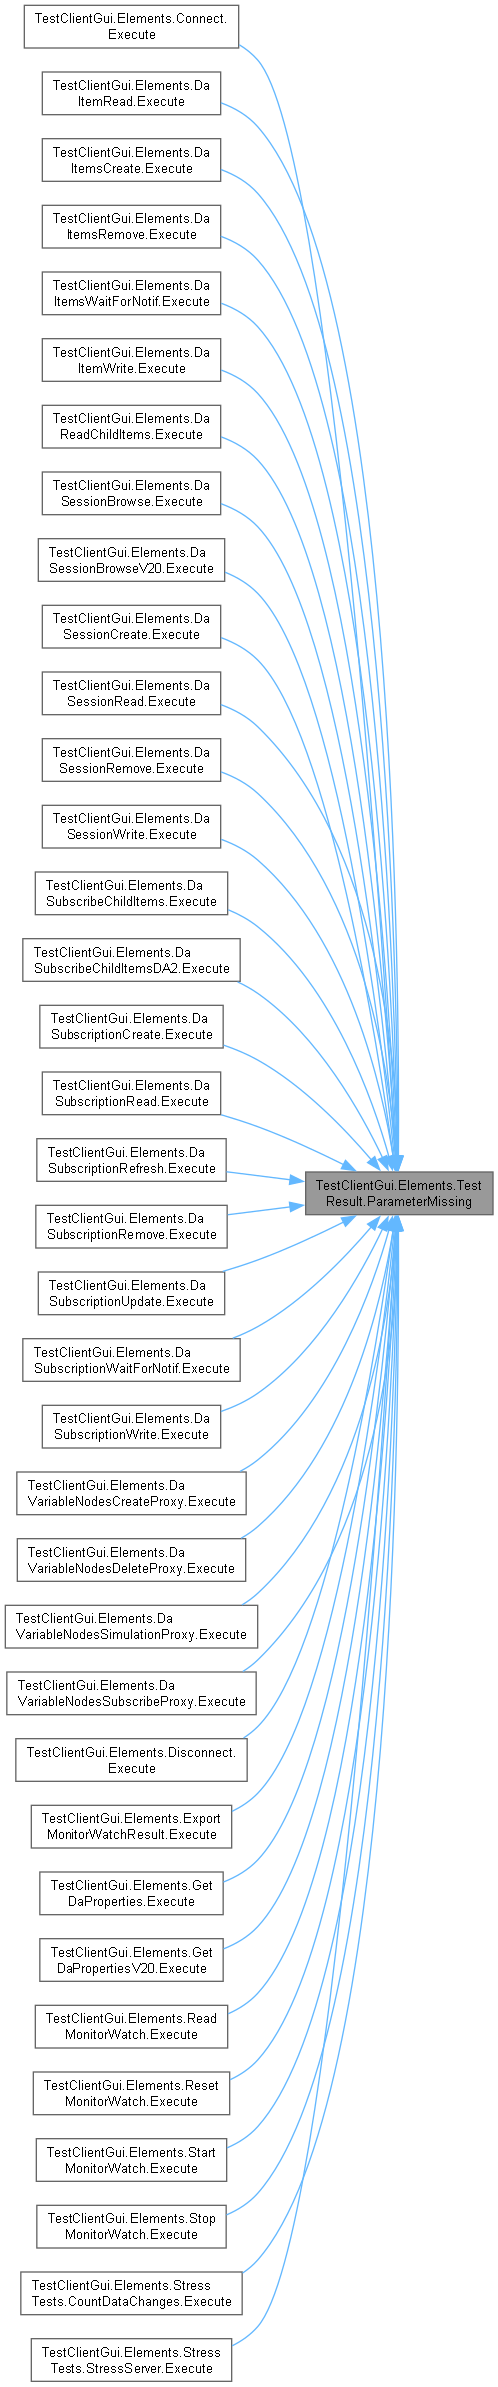 TestClientGui.Elements.Connect.
Execute
TestClientGui.Elements.Da
ItemRead.Execute
TestClientGui.Elements.Da
ItemsCreate.Execute
TestClientGui.Elements.Da
ItemsRemove.Execute
TestClientGui.Elements.Da
ItemsWaitForNotif.Execute
TestClientGui.Elements.Da
ItemWrite.Execute
TestClientGui.Elements.Da
ReadChildItems.Execute
TestClientGui.Elements.Da
SessionBrowse.Execute
TestClientGui.Elements.Da
SessionBrowseV20.Execute
TestClientGui.Elements.Da
SessionCreate.Execute
TestClientGui.Elements.Da
SessionRead.Execute
TestClientGui.Elements.Da
SessionRemove.Execute
TestClientGui.Elements.Da
SessionWrite.Execute
TestClientGui.Elements.Da
SubscribeChildItems.Execute
TestClientGui.Elements.Da
SubscribeChildItemsDA2.Execute
TestClientGui.Elements.Da
SubscriptionCreate.Execute
TestClientGui.Elements.Da
SubscriptionRead.Execute
TestClientGui.Elements.Da
SubscriptionRefresh.Execute
TestClientGui.Elements.Test
Result.ParameterMissing
TestClientGui.Elements.Da
SubscriptionRemove.Execute
TestClientGui.Elements.Da
SubscriptionUpdate.Execute
TestClientGui.Elements.Da
SubscriptionWaitForNotif.Execute
TestClientGui.Elements.Da
SubscriptionWrite.Execute
TestClientGui.Elements.Da
VariableNodesCreateProxy.Execute
TestClientGui.Elements.Da
VariableNodesDeleteProxy.Execute
TestClientGui.Elements.Da
VariableNodesSimulationProxy.Execute
TestClientGui.Elements.Da
VariableNodesSubscribeProxy.Execute
TestClientGui.Elements.Disconnect.
Execute
TestClientGui.Elements.Export
MonitorWatchResult.Execute
TestClientGui.Elements.Get
DaProperties.Execute
TestClientGui.Elements.Get
DaPropertiesV20.Execute
TestClientGui.Elements.Read
MonitorWatch.Execute
TestClientGui.Elements.Reset
MonitorWatch.Execute
TestClientGui.Elements.Start
MonitorWatch.Execute
TestClientGui.Elements.Stop
MonitorWatch.Execute
TestClientGui.Elements.Stress
Tests.CountDataChanges.Execute
TestClientGui.Elements.Stress
Tests.StressServer.Execute